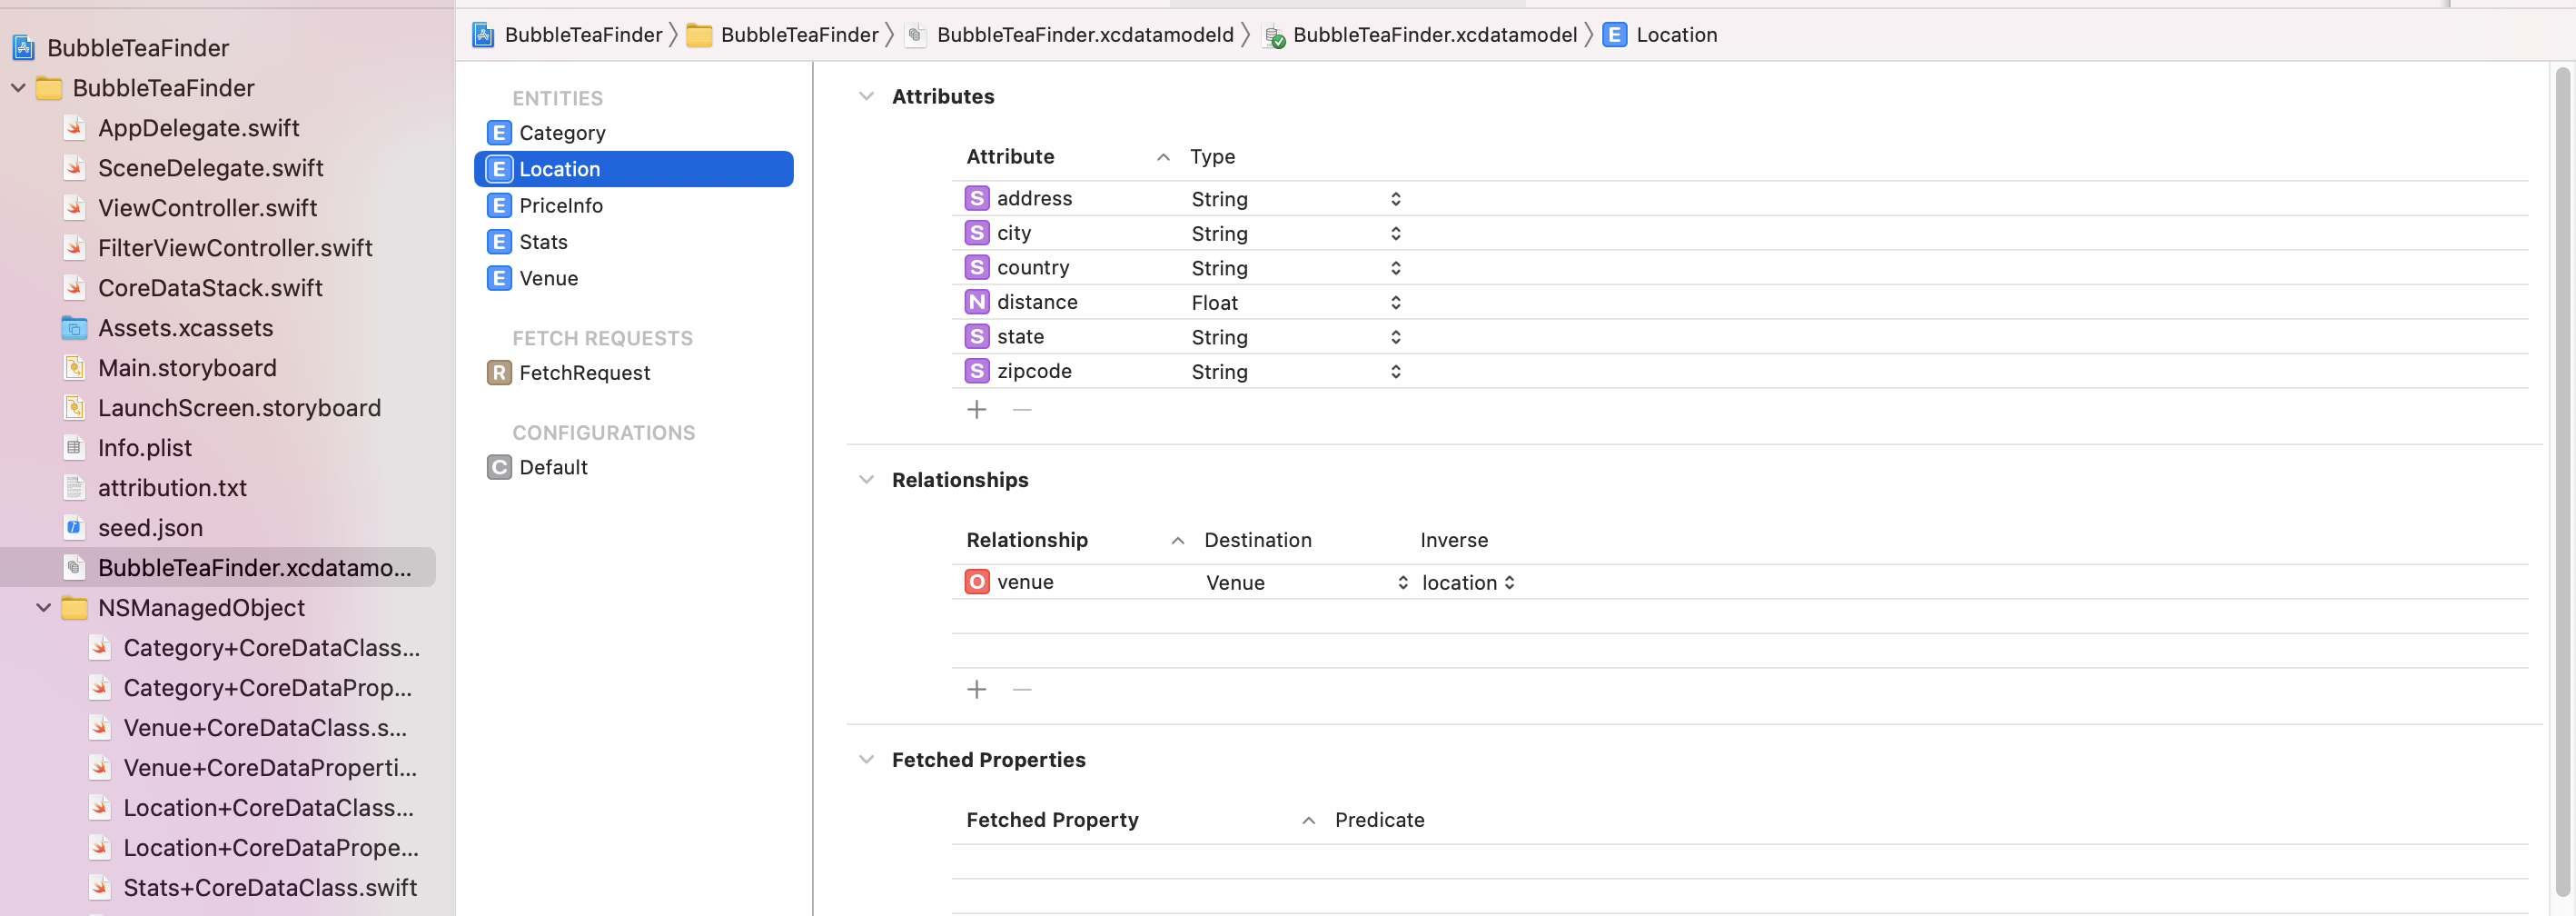 BubbleTeaFinder
BubbleTeaFinder
AppDelegate.swift
SceneDelegate.swift
ViewController.swift
FilterViewController.swift
CoreDataStack.swift
Assets.xcassets
Main.storyboard
LaunchScreen.storyboard
Info.plist
attribution.txt
seed.json
BubbleTeaFinder.xcdatamo...
NSManagedObject
Category+CoreDataClass...
Category+CoreDataProp...
Venue+CoreDataClass.s...
Venue+CoreDataProperti...
Location+CoreDataClass...
Location+CoreDataPrope...
Stats+CoreDataClass.swift
BubbleTeaFinder BubbleTeaFinder BubbleTeaFinder.xcdatamodeld BubbleTeaFinder.xcdatamodel E Location
ENTITIES
E Category
E Location
E PriceInfo
E Stats
E Venue
FETCH REQUESTS
R FetchRequest
CONFIGURATIONS
C Default
Attributes
Attribute Type
S address String
S city String
S country String
N distance Float
S state String
S zipcode String
Relationships
Relationship Destination Inverse
O venue Venue location
Fetched Properties
Fetched Property Predicate